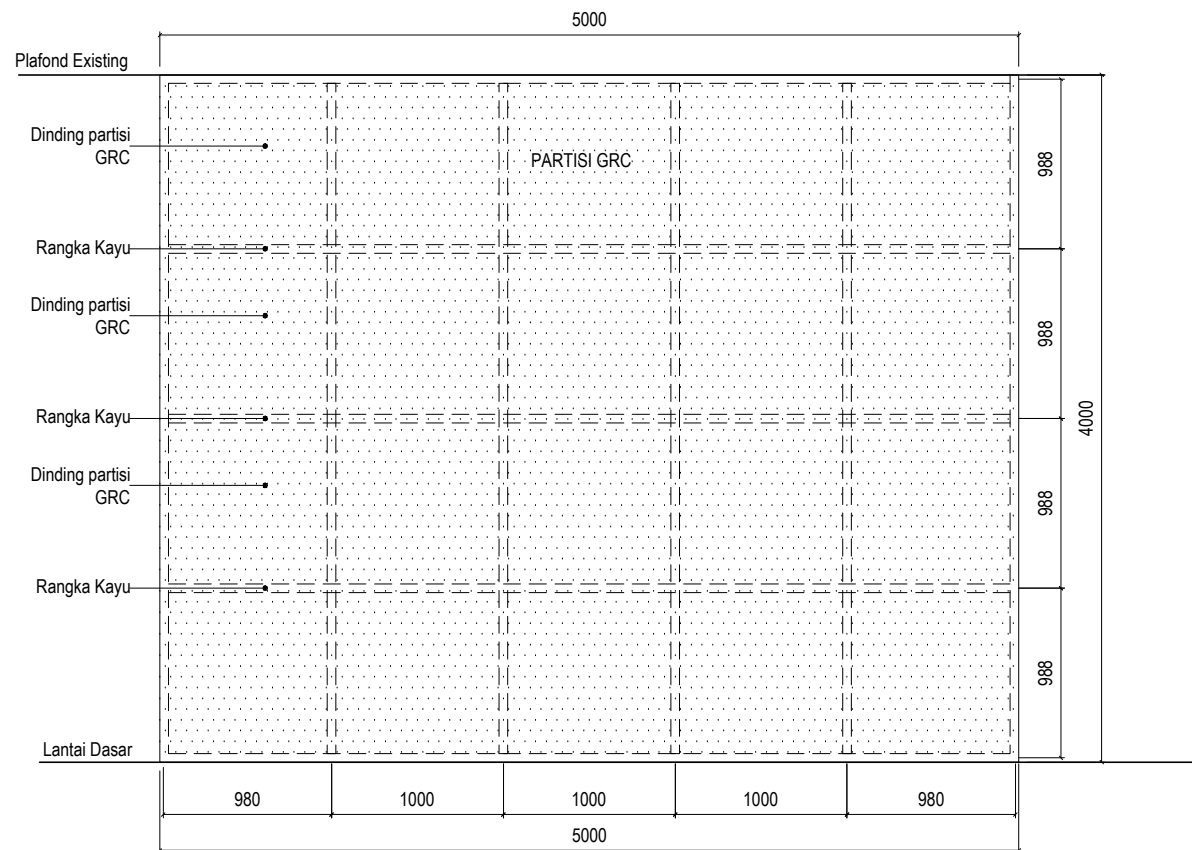 5000
Plafond Existing
Dinding partisi
GRC
PARTISI GRC
988
Rangka Kayu
Dinding partisi
GRC
988
Rangka Kayu
4000
Dinding partisi
GRC
988
Rangka Kayu
988
Lantai Dasar
980
1000
1000
1000
980
5000